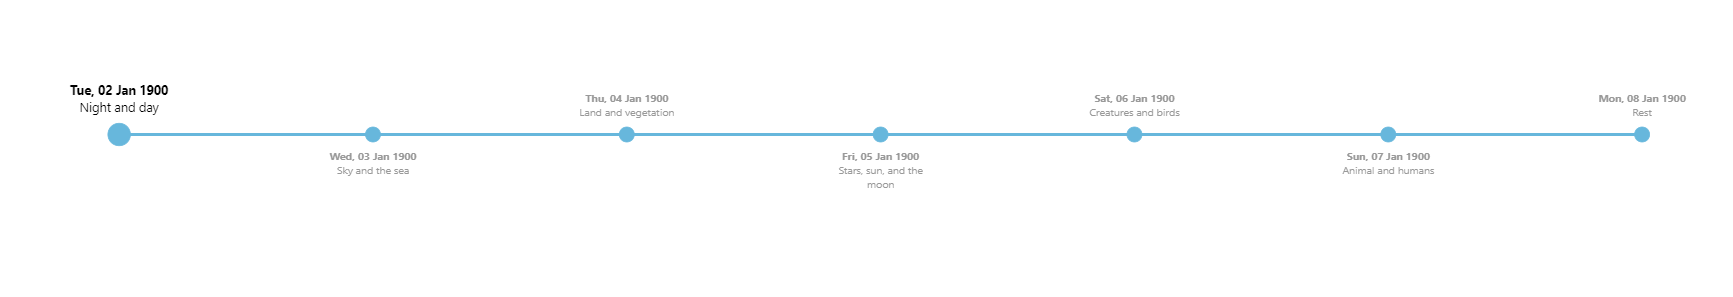 Tue, 02 Jan 1900
Night and day
Wed, 03 Jan 1900
Sky and the sea
Thu, 04 Jan 1900
Land and vegetation
Fri, 05 Jan 1900
Stars, sun, and the
moon
Sat, 06 Jan 1900
Creatures and birds
Sun, 07 Jan 1900
Animal and humans
Mon, 08 Jan 1900
Rest